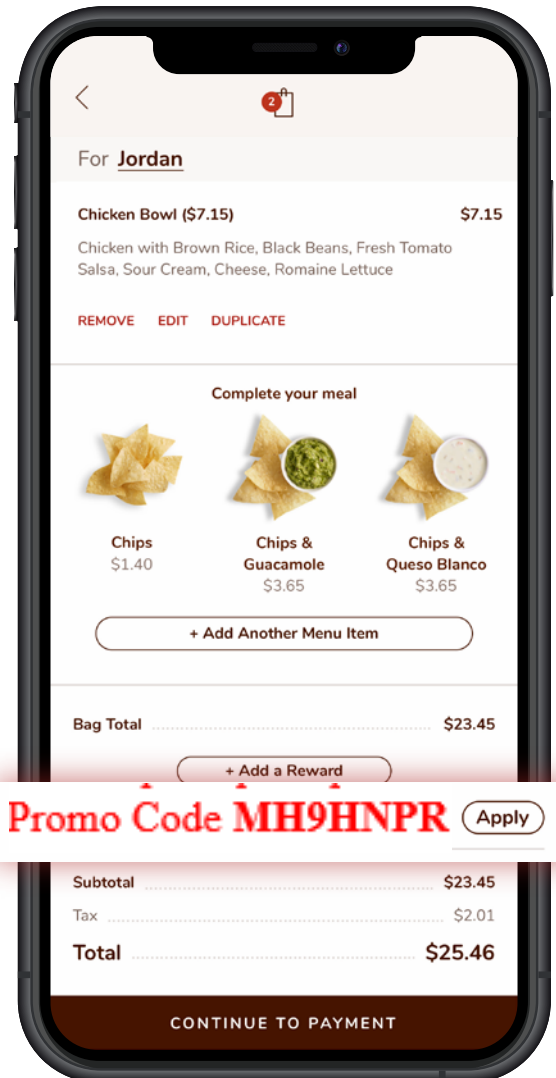 2
For Jordan
Chicken Bowl ($7.15) $7.15
Chicken with Brown Rice, Black Beans, Fresh Tomato
Salsa, Sour Cream, Cheese, Romaine Lettuce
REMOVE EDIT DUPLICATE
Complete your meal
Chips
$1.40
Chips &
Guacamole
$3.65
Chips &
Queso Blanco
$3.65
+ Add Another Menu Item
Bag Total $23.45
+ Add a Reward
Promo Code MH9HNPR Apply
Subtotal $23.45
Tax $2.01
Total $25.46
CONTINUE TO PAYMENT